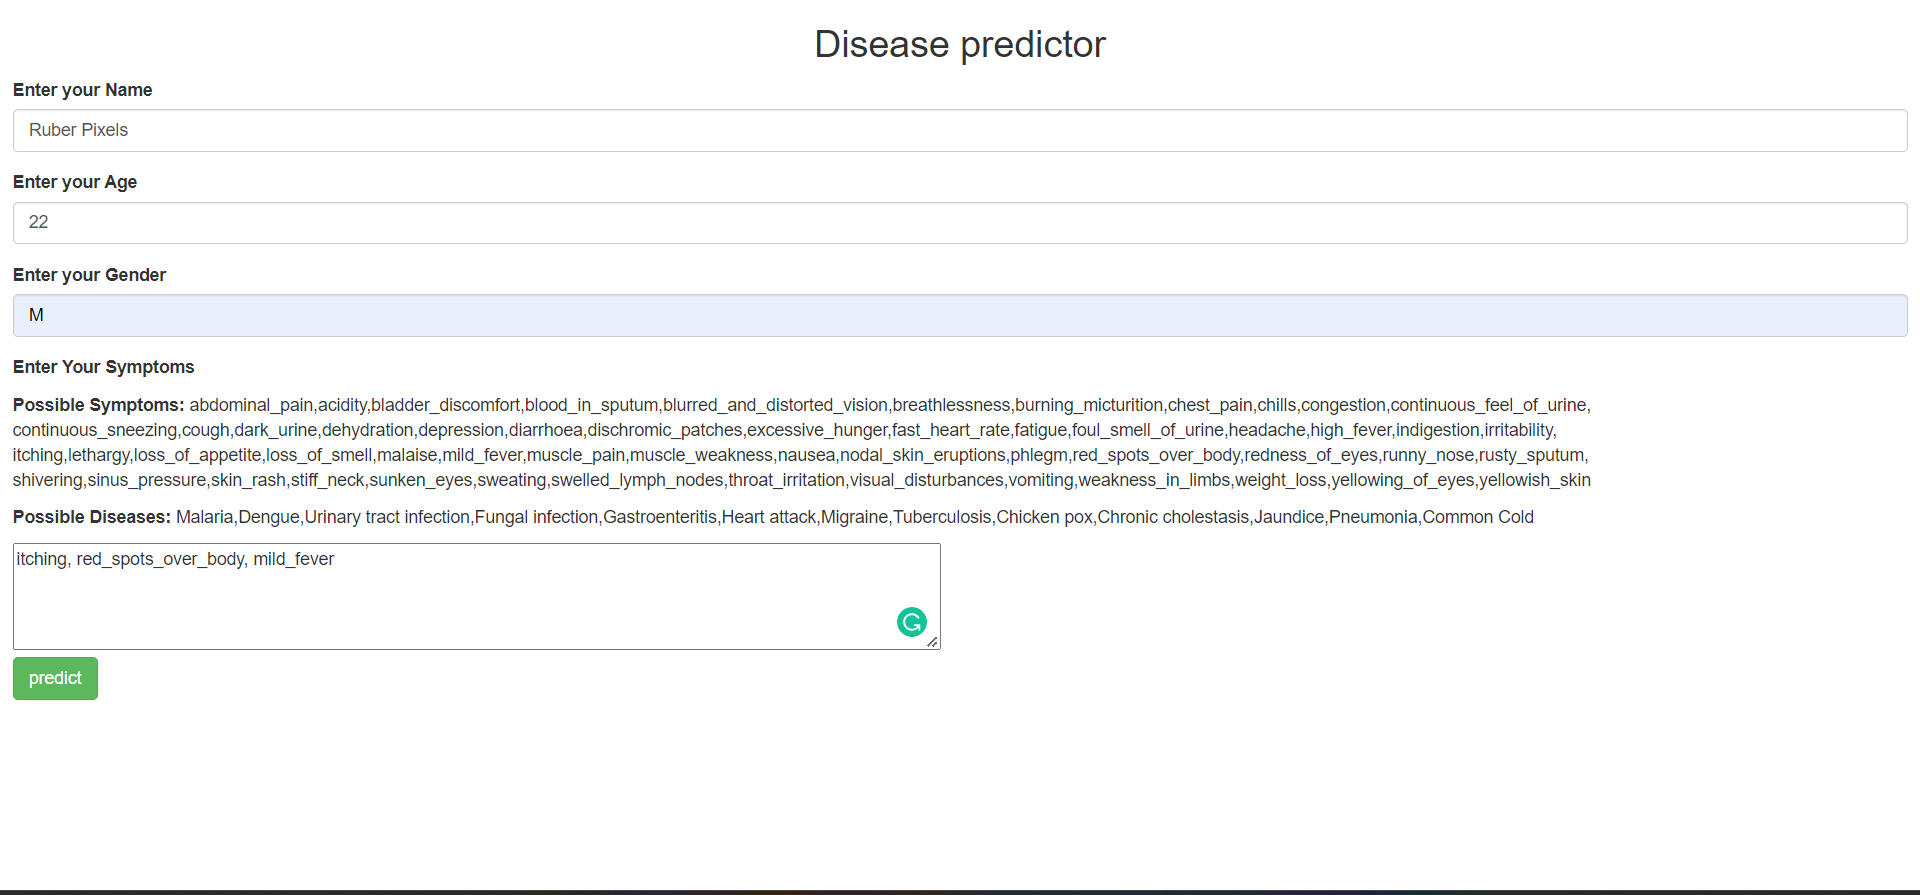 Disease predictor
Enter your Name
Ruber Pixels
Enter your Age
22
Enter your Gender
M
Enter Your Symptoms
Possible Symptoms: abdominal_pain,acidity,bladder_discomfort,blood_in_sputum,blurred_and_distorted_vision,breathlessness,burning_micturition,chest_pain,chills,congestion,continuous_feel_of_urine,
continuous_sneezing,cough,dark_urine,dehydration,depression,diarrhoea,dischromic_patches,excessive_hunger,fast_heart_rate,fatigue,foul_smell_of_urine,headache,high_fever,indigestion,irritability,
itching,lethargy,loss_of_appetite,loss_of_smell,malaise,mild_fever,muscle_pain,muscle_weakness,nausea,nodal_skin_eruptions,phlegm,red_spots_over_body,redness_of_eyes,runny_nose,rusty_sputum,
shivering,sinus_pressure,skin_rash,stiff_neck,sunken_eyes,sweating,swelled_lymph_nodes,throat_irritation,visual_disturbances,vomiting,weakness_in_limbs,weight_loss,yellowing_of_eyes,yellowish_skin
Possible Diseases: Malaria,Dengue,Urinary tract infection,Fungal infection,Gastroenteritis,Heart attack,Migraine,Tuberculosis,Chicken pox,Chronic cholestasis,Jaundice,Pneumonia,Common Cold
itching, red_spots_over_body, mild_fever
predict